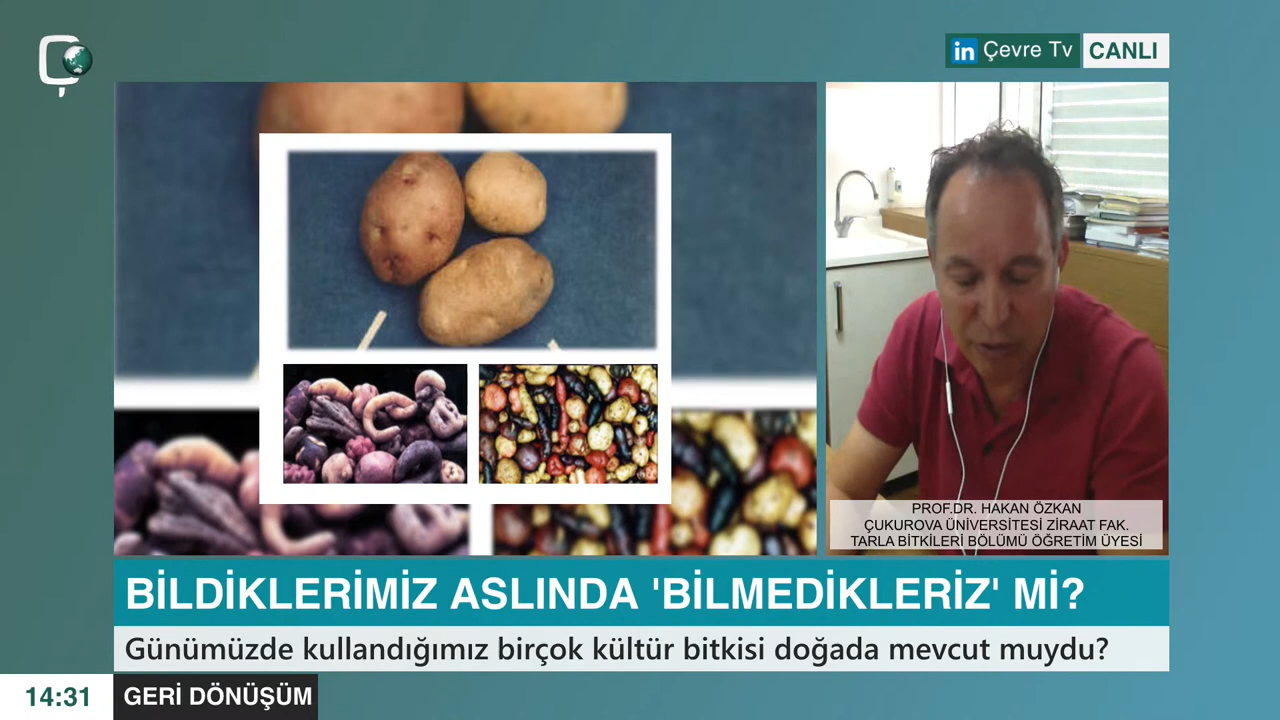 Ç
in Çevre Tv CANLI
PROF.DR. HAKAN ÖZKAN
ÇUKUROVA ÜNİVERSİTESİ ZİRAAT FAK.
TARLA BİTKİLERİ BÖLÜMÜ ÖĞRETİM ÜYESİ
BİLDİKLERİMİZ ASLINDA 'BİLMEDİKLERİZ' Mİ?
Günümüzde kullandığımız birçok kültür bitkisi doğada mevcut muydu?
14:31 GERİ DÖNÜŞÜM